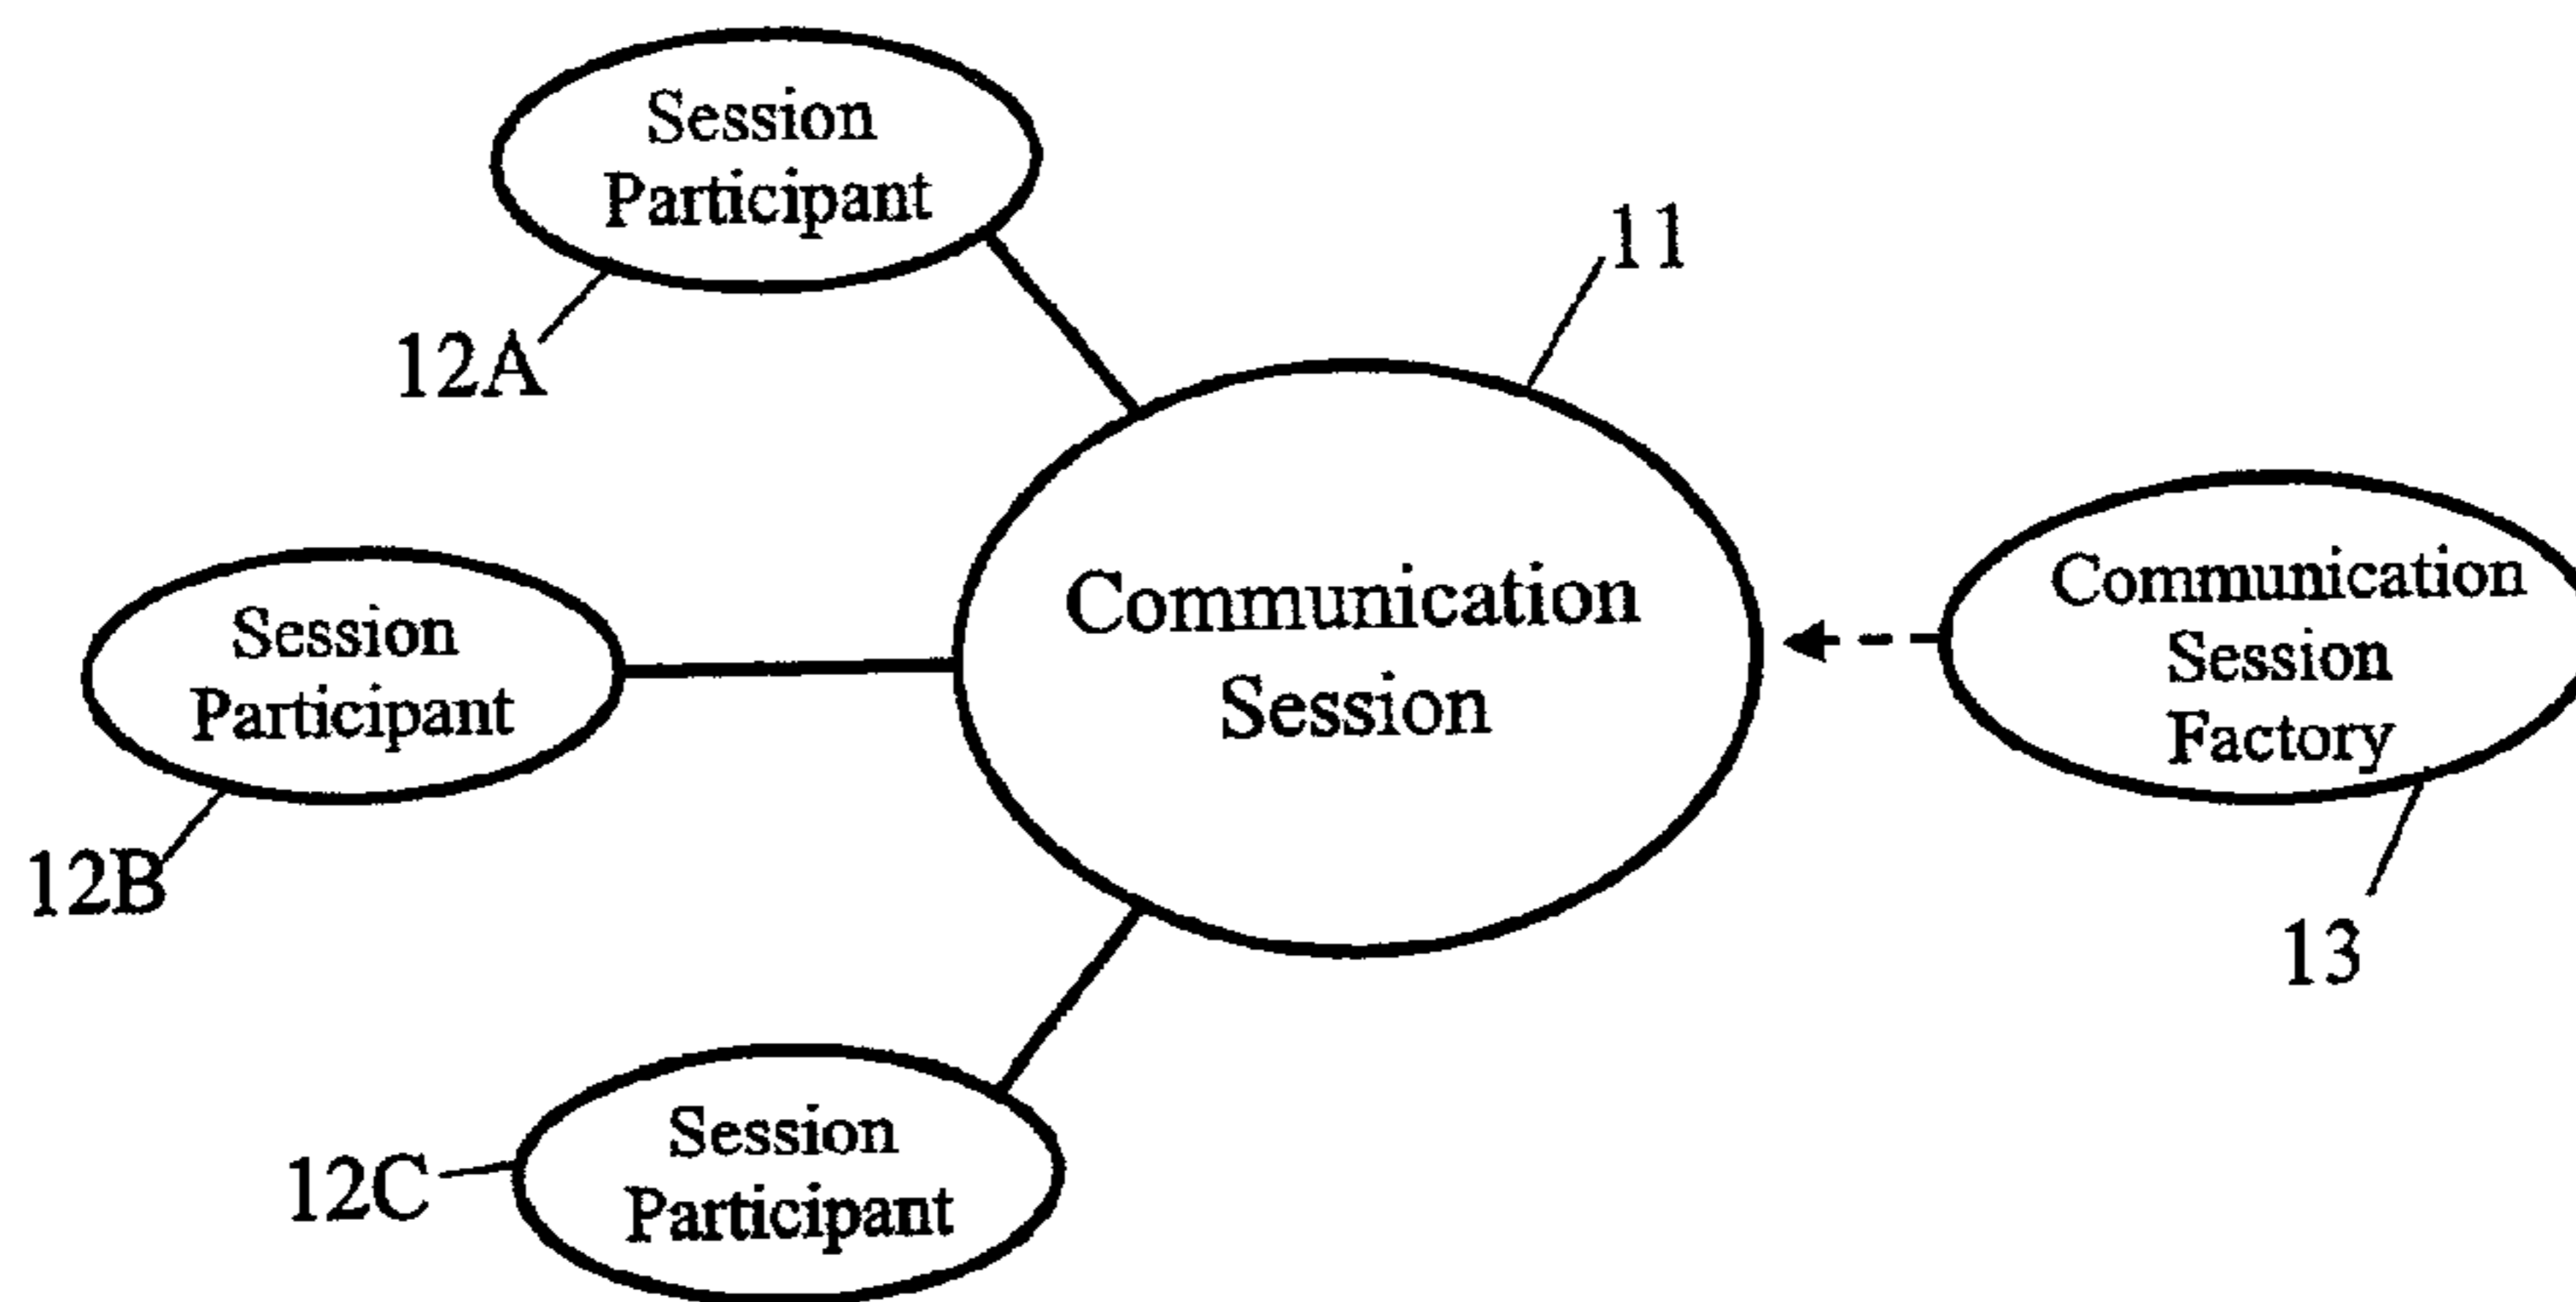 Session
Participant
12A
11
Communication
Session
Session
Participant
12B
Communication
Session
Factory
13
Session
Participant
12C